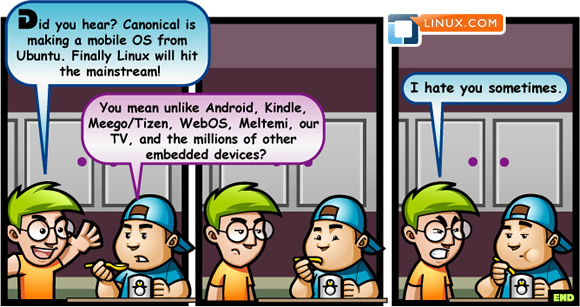 Did you hear? Canonical is
making a mobile OS from
Ubuntu. Finally Linux will hit
the mainstream!
You mean unlike Android, Kindle,
Meego/Tizen, WebOS, Meltemi, our
TV, and the millions of other
embedded devices?
LINUX.COM
I hate you sometimes.
END